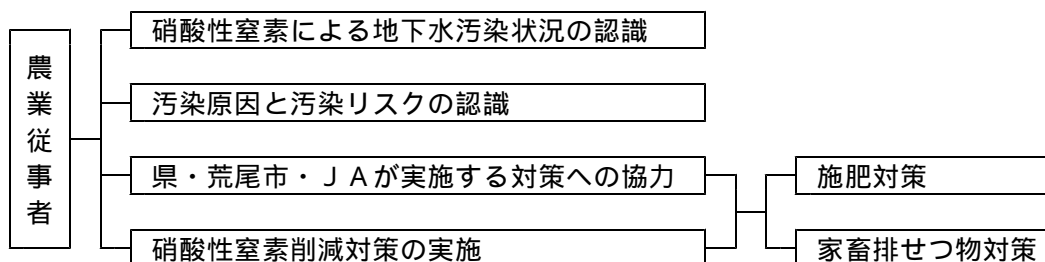 農業従事者
硝酸性窒素による地下水汚染状況の認識
汚染原因と汚染リスクの認識
県・荒尾市・ＪＡが実施する対策への協力
硝酸性窒素削減対策の実施
施肥対策
家畜排せつ物対策